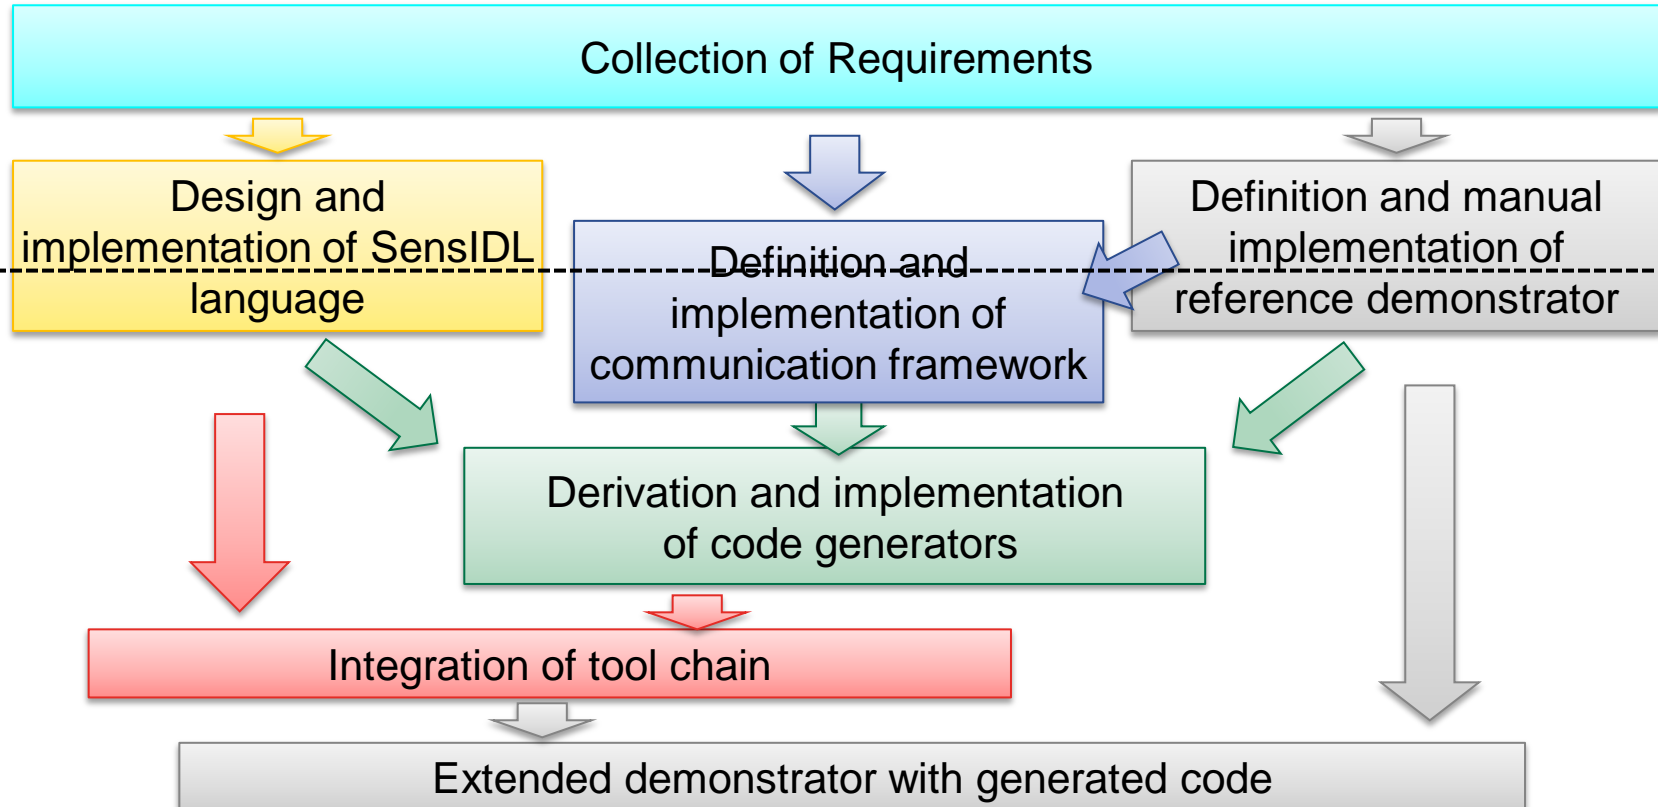 Collection of Requirements
Design and
implementation of SensIDL
language
Definition and
implementation of
communication framework
Definition and manual
implementation of
reference demonstrator
Derivation and implementation
of code generators
Integration of tool chain
Extended demonstrator with generated code